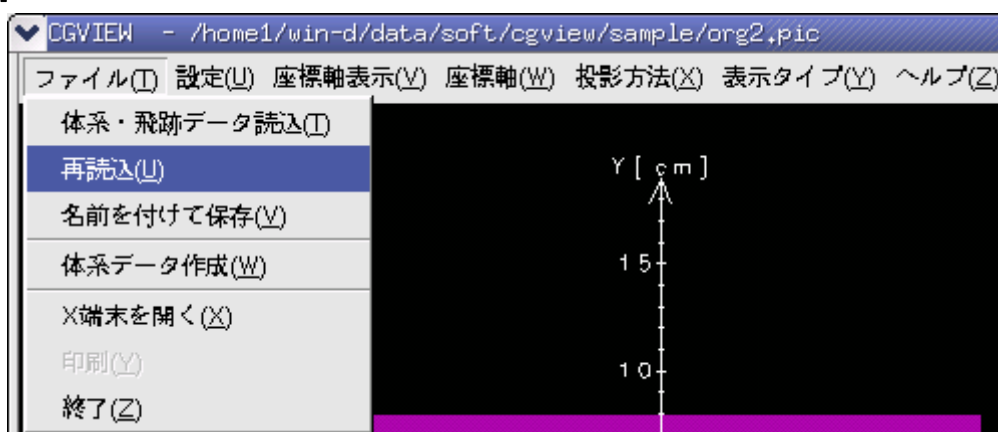 CGVIEW - /home1/win-d/data/soft/cgview/sample/org2.pic
ファイル(T) 設定(U) 座標軸表示(V) 座標軸(W) 投影方法(X) 表示タイプ(Y) ヘルプ(Z)
体系・飛跡データ読込(T)
再読込(U)
名前を付けて保存(V)
体系データ作成(W)
X端末を開く(X)
印刷(Y)
終了(Z)
Y[cm]
15
10